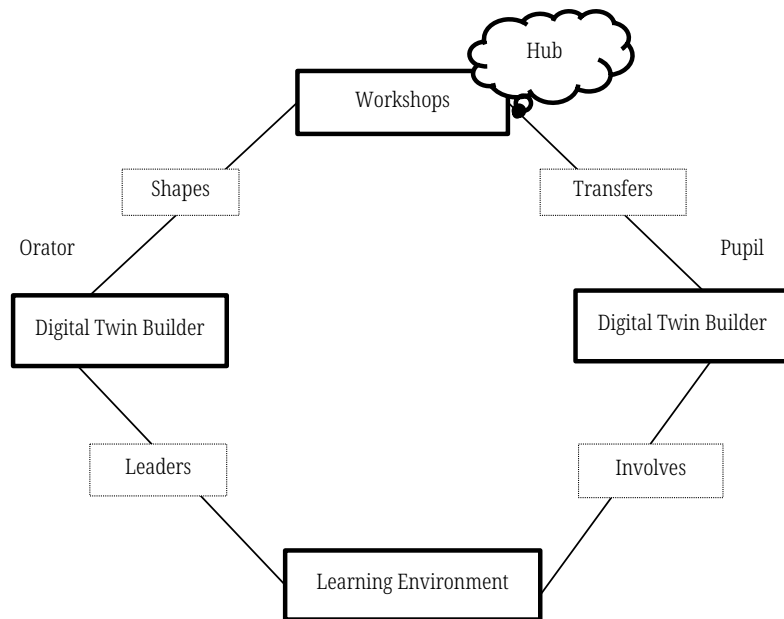 Hub
Workshops
Shapes
Transfers
Orator
Pupil
Digital Twin Builder
Digital Twin Builder
Leaders
Involves
Learning Environment